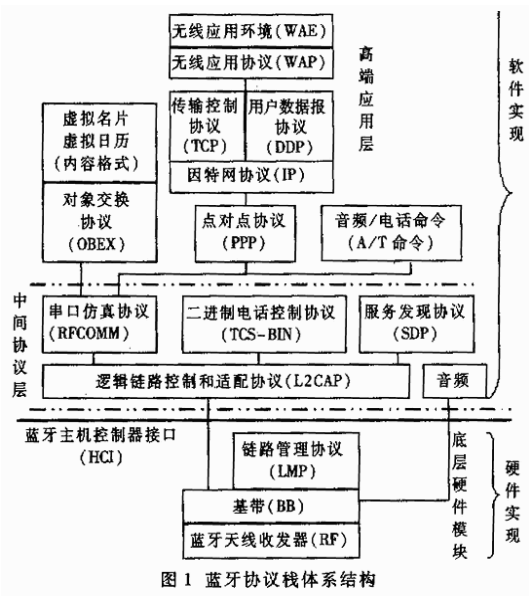 无线应用环境(WAE)
无线应用协议(WAP)
高端应用层
软件实现
传输控制
协议
(TCP)
用户数据报
协议
(DDP)
虚拟名片
虚拟日历
(内容格式)
因特网协议(IP)
对象交换
协议
(OBEX)
点对点协议
(PPP)
音频/电话命令
(A/T 命令)
中间协议层
串口仿真协议
(RFCOMM)
二进制电话控制协议
(TCS-BIN)
服务发现协议
(SDP)
逻辑链路控制和适配协议(L2CAP)
音频
蓝牙主机控制器接口
(HCI)
链路管理协议
(LMP)
底层硬件模块
硬件实现
基带(BB)
蓝牙天线收发器(RF)
图 1 蓝牙协议栈体系结构